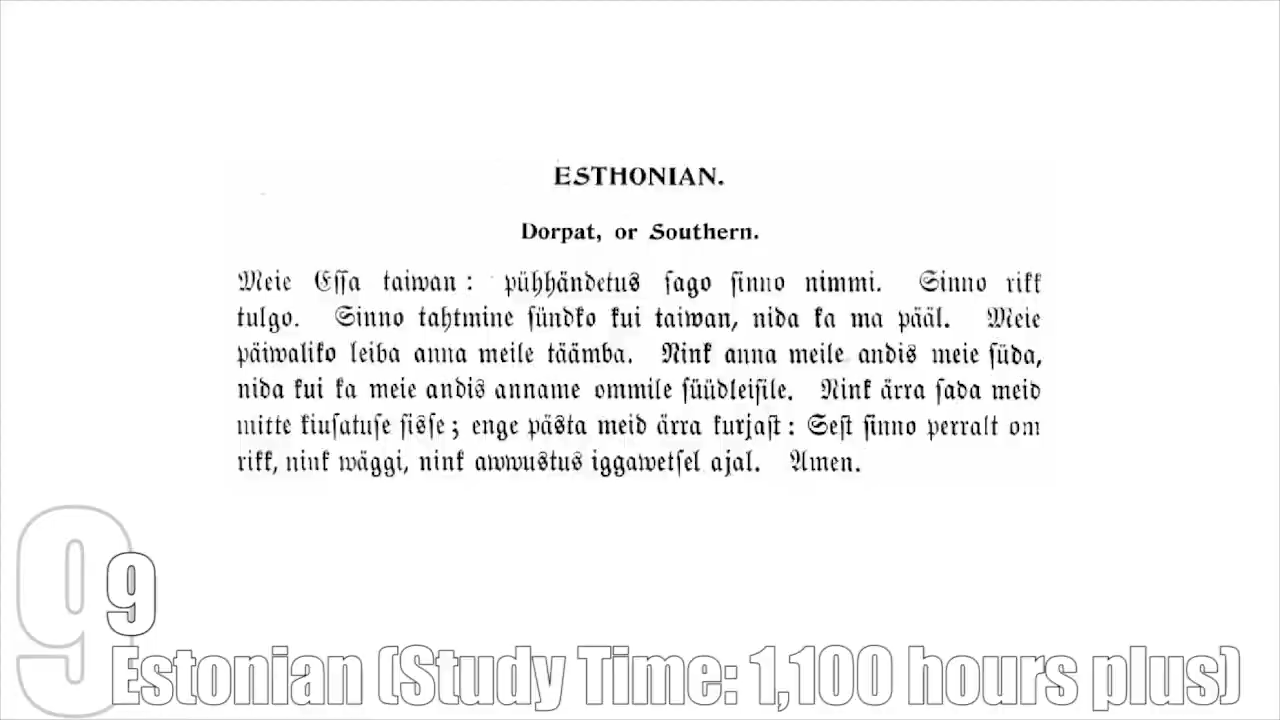 ESTHONIAN.
Dorpat, or Southern.
Meie Essa taiwan: pühhändetus sago sinno nimmi. Sinno rikk
tulgo. Sinno tahtmine sündko kui taiwan, nida ka ma pääl. Meie
päiwaliko leiba anna meile täämba. Nink anna meile andis meie süda,
nida kui ka meie andis anname ommile süüdleisile. Nink ärra sada meid
mitte kiusatuse sisse; enge pästa meid ärra kurjast: Sest sinno perralt om
rikk, nink wäggi, nink awwustus iggawetsel ajal. Amen.
9
9
Estonian (Study Time: 1,100 hours plus)